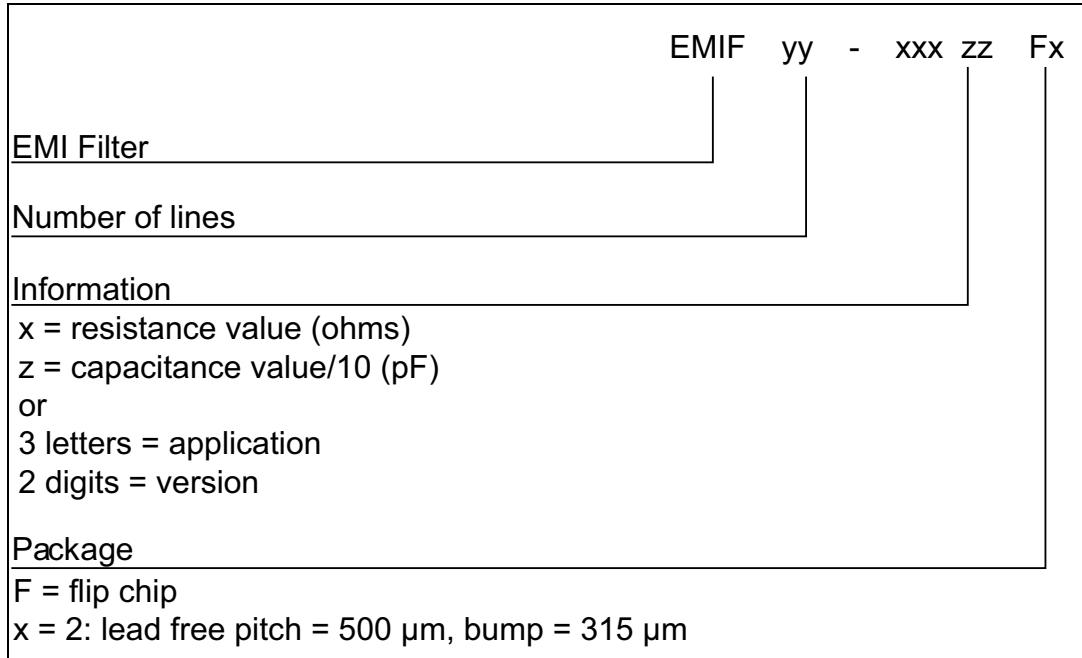 EMIF yy - xxx zz Fx
EMI Filter
Number of lines
Information
x = resistance value (ohms)
z = capacitance value/10 (pF)
or
3 letters = application
2 digits = version
Package
F = flip chip
x = 2: lead free pitch = 500 µm, bump = 315 µm